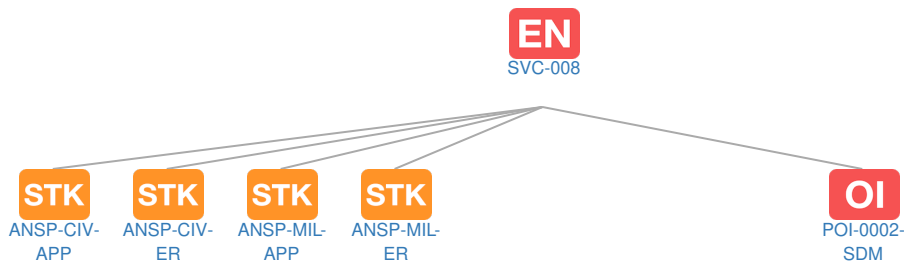 EN
SVC-008
STK STK STK STK OI
ANSP-CIV- ANSP-CIV- ANSP-MIL- ANSP-MIL- POI-0002-
APP ER APP ER SDM